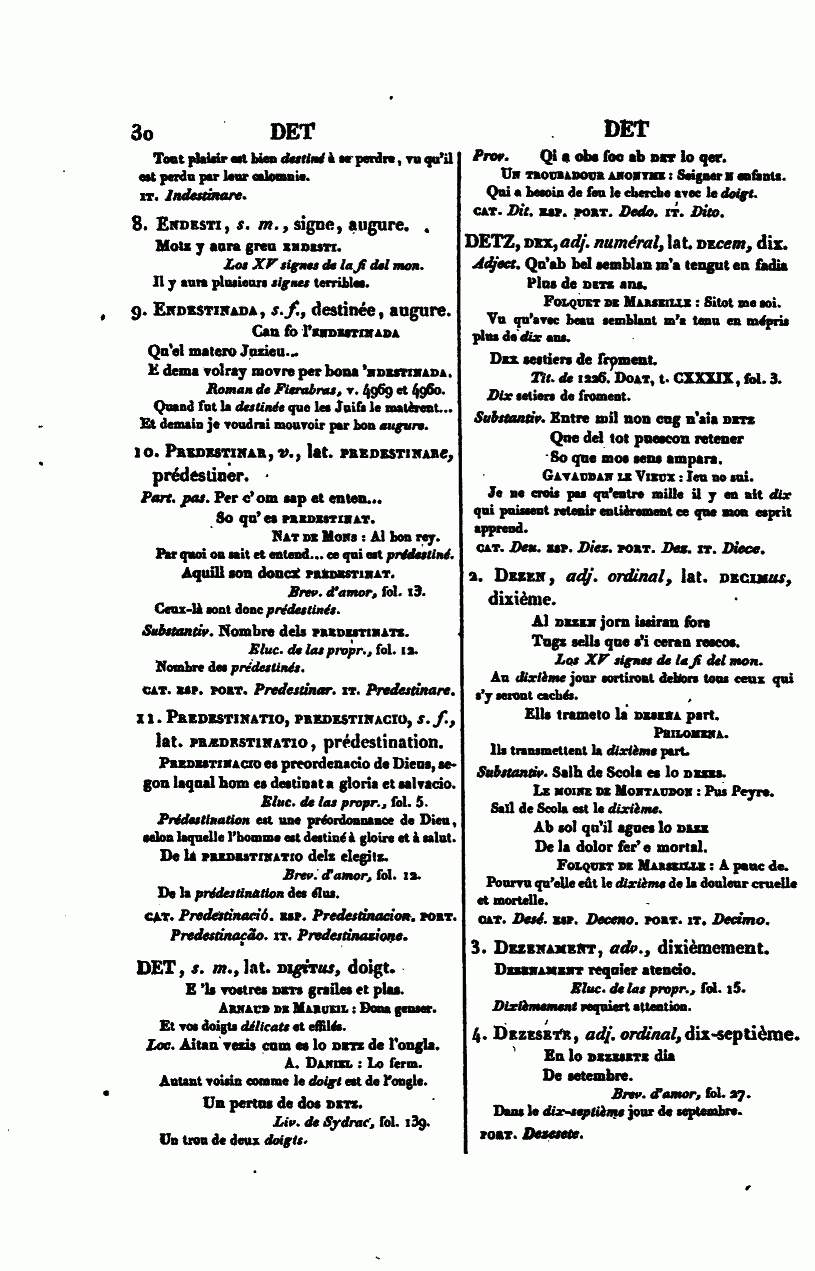 30 DET
Tout plaisir est bien destiné à se perdre, vu qu'il
est perdu par leur calomnie.
IT. Indestinare.
8. ENDESTI, s. m., signe, augure.
Motz y aura greu ENDESTI.
Los XV signes de la fi del mon.
Il y aura plusieurs signes terribles.
9. ENDESTINADA, s. f., destinée, augure.
Can fo l'ENDESTINADA
Qu'el matero Juzieu...
E dema volray movre per bona 'NDESTINADA.
Roman de Fierabras, v. 4969 et 4960.
Quand fut la destinée que les Juifs le matèrent...
Et demain je voudrai mouvoir par bon augure.
10. PREDESTINAR, v., lat. PREDESTINARE,
prédestiner.
Part. pas. Per c'om sap et enten...
So qu'es PREDESTINAT.
NAT DE MONS : Al bon rey.
Par quoi on sait et entend... ce qui est prédestiné.
Aquill son doncx PREDESTINAT.
Brev. d'amor, fol. 13.
Ceux-là sont donc prédestinés.
Substantiv. Nombre dels PREDESTINATZ.
Eluc. de las propr., fol. 12.
Nombre des prédestinés.
CAT. ESP. PORT. Predestinar. IT. Predestinare.
11. PREDESTINATIO, PREDESTINACIO, s. f.,
lat. PRÆDESTINATIO, prédestination.
PREDESTINACIO es preordenacio de Dieus, se-
gon laqual hom es destinat a gloria et salvacio.
Eluc. de las propr., fol. 5.
Prédestination est une préordonnance de Dieu,
selon laquelle l'homme est destiné à gloire et à salut.
De la PREDESTINATIO dels elegitz.
Brev. d'amor, fol. 12.
De la prédestination des élus.
CAT. Predestinació. ESP. Predestinacion. PORT.
Predestinação. IT. Predestinazione.
DET, s. m., lat. DIGITUS, doigt.
E 'ls vostres DETS grailes et plas.
ARNAUD DE MARUEIL : Dona genser.
Et vos doigts délicats et effilés.
Loc. Aitan vezis cum es lo DETZ de l'ongla.
A. DANIEL : Lo ferm.
Autant voisin comme le doigt est de l'ongle.
Un pertus de dos DETZ.
Liv. de Sydrac, fol. 139.
Un trou de deux doigts.
DET
Prov. Qi a obs foc ab DET lo qer.
UN TROUBADOUR ANONYME : Seigner N enfants.
Qui a besoin de feu le cherche avec le doigt.
CAT. Dit. ESP. PORT. Dedo. IT. Dito.
DETZ, DEX, adj. numéral, lat. DECEM, dix.
Adject. Qu'ab bel semblan m'a tengut en fadia
Plus de DETZ ans.
FOLQUET DE MARSEILLE : Sitot me soi.
Vu qu'avec beau semblant m'a tenu en mépris
plus de dix ans.
DEX sestiers de froment.
Tit. de 1226. DOAT, t. CXXXIX, fol. 3.
Dix setiers de froment.
Substantiv. Entre mil non cug n'aia DETZ
Que del tot puescon retener
So que mos sens ampara.
GAVAUDAN LE VIEUX : Ieu no sui.
Je ne crois pas qu'entre mille il y en ait dix
qui puissent retenir entièrement ce que mon esprit
apprend.
CAT. Deu. ESP. Diez. PORT. Dez. IT. Diece.
2. DEZEN, adj. ordinal, lat. DECIMUS,
dixième.
Al DEZEN jorn issiran fors
Tugz sells que s'i ceran rescos.
Los XV signes de la fi del mon.
Au dixième jour sortiront dehors tous ceux qui
s'y seront cachés.
Ells trameto la DESENA part.
PHILOMENA.
Ils transmettent la dixième part.
Substantiv. Salh de Scola es lo DEZES.
LE MOINE DE MONTAUDON : Pus Peyre.
Sail de Scola est le dixième.
Ab sol qu'il agues lo DEZE
De la dolor fer' e mortal.
FOLQUET DE MARSEILLE : A pauc de.
Pourvu qu'elle eût le dixième de la douleur cruelle
et mortelle.
CAT. Desé. ESP. Deceno. PORT. IT. Decimo.
3. DEZENAMENT, adv., dixièmement.
DEZENAMENT requier atencio.
Eluc. de las propr., fol. 15.
Dixièmement requiert attention.
4. DEZESETE, adj. ordinal, dix-septième.
En lo DEZESETE dia
De setembre.
Brev. d'amor, fol. 27.
Dans le dix-septième jour de septembre.
PORT. Dezesete.